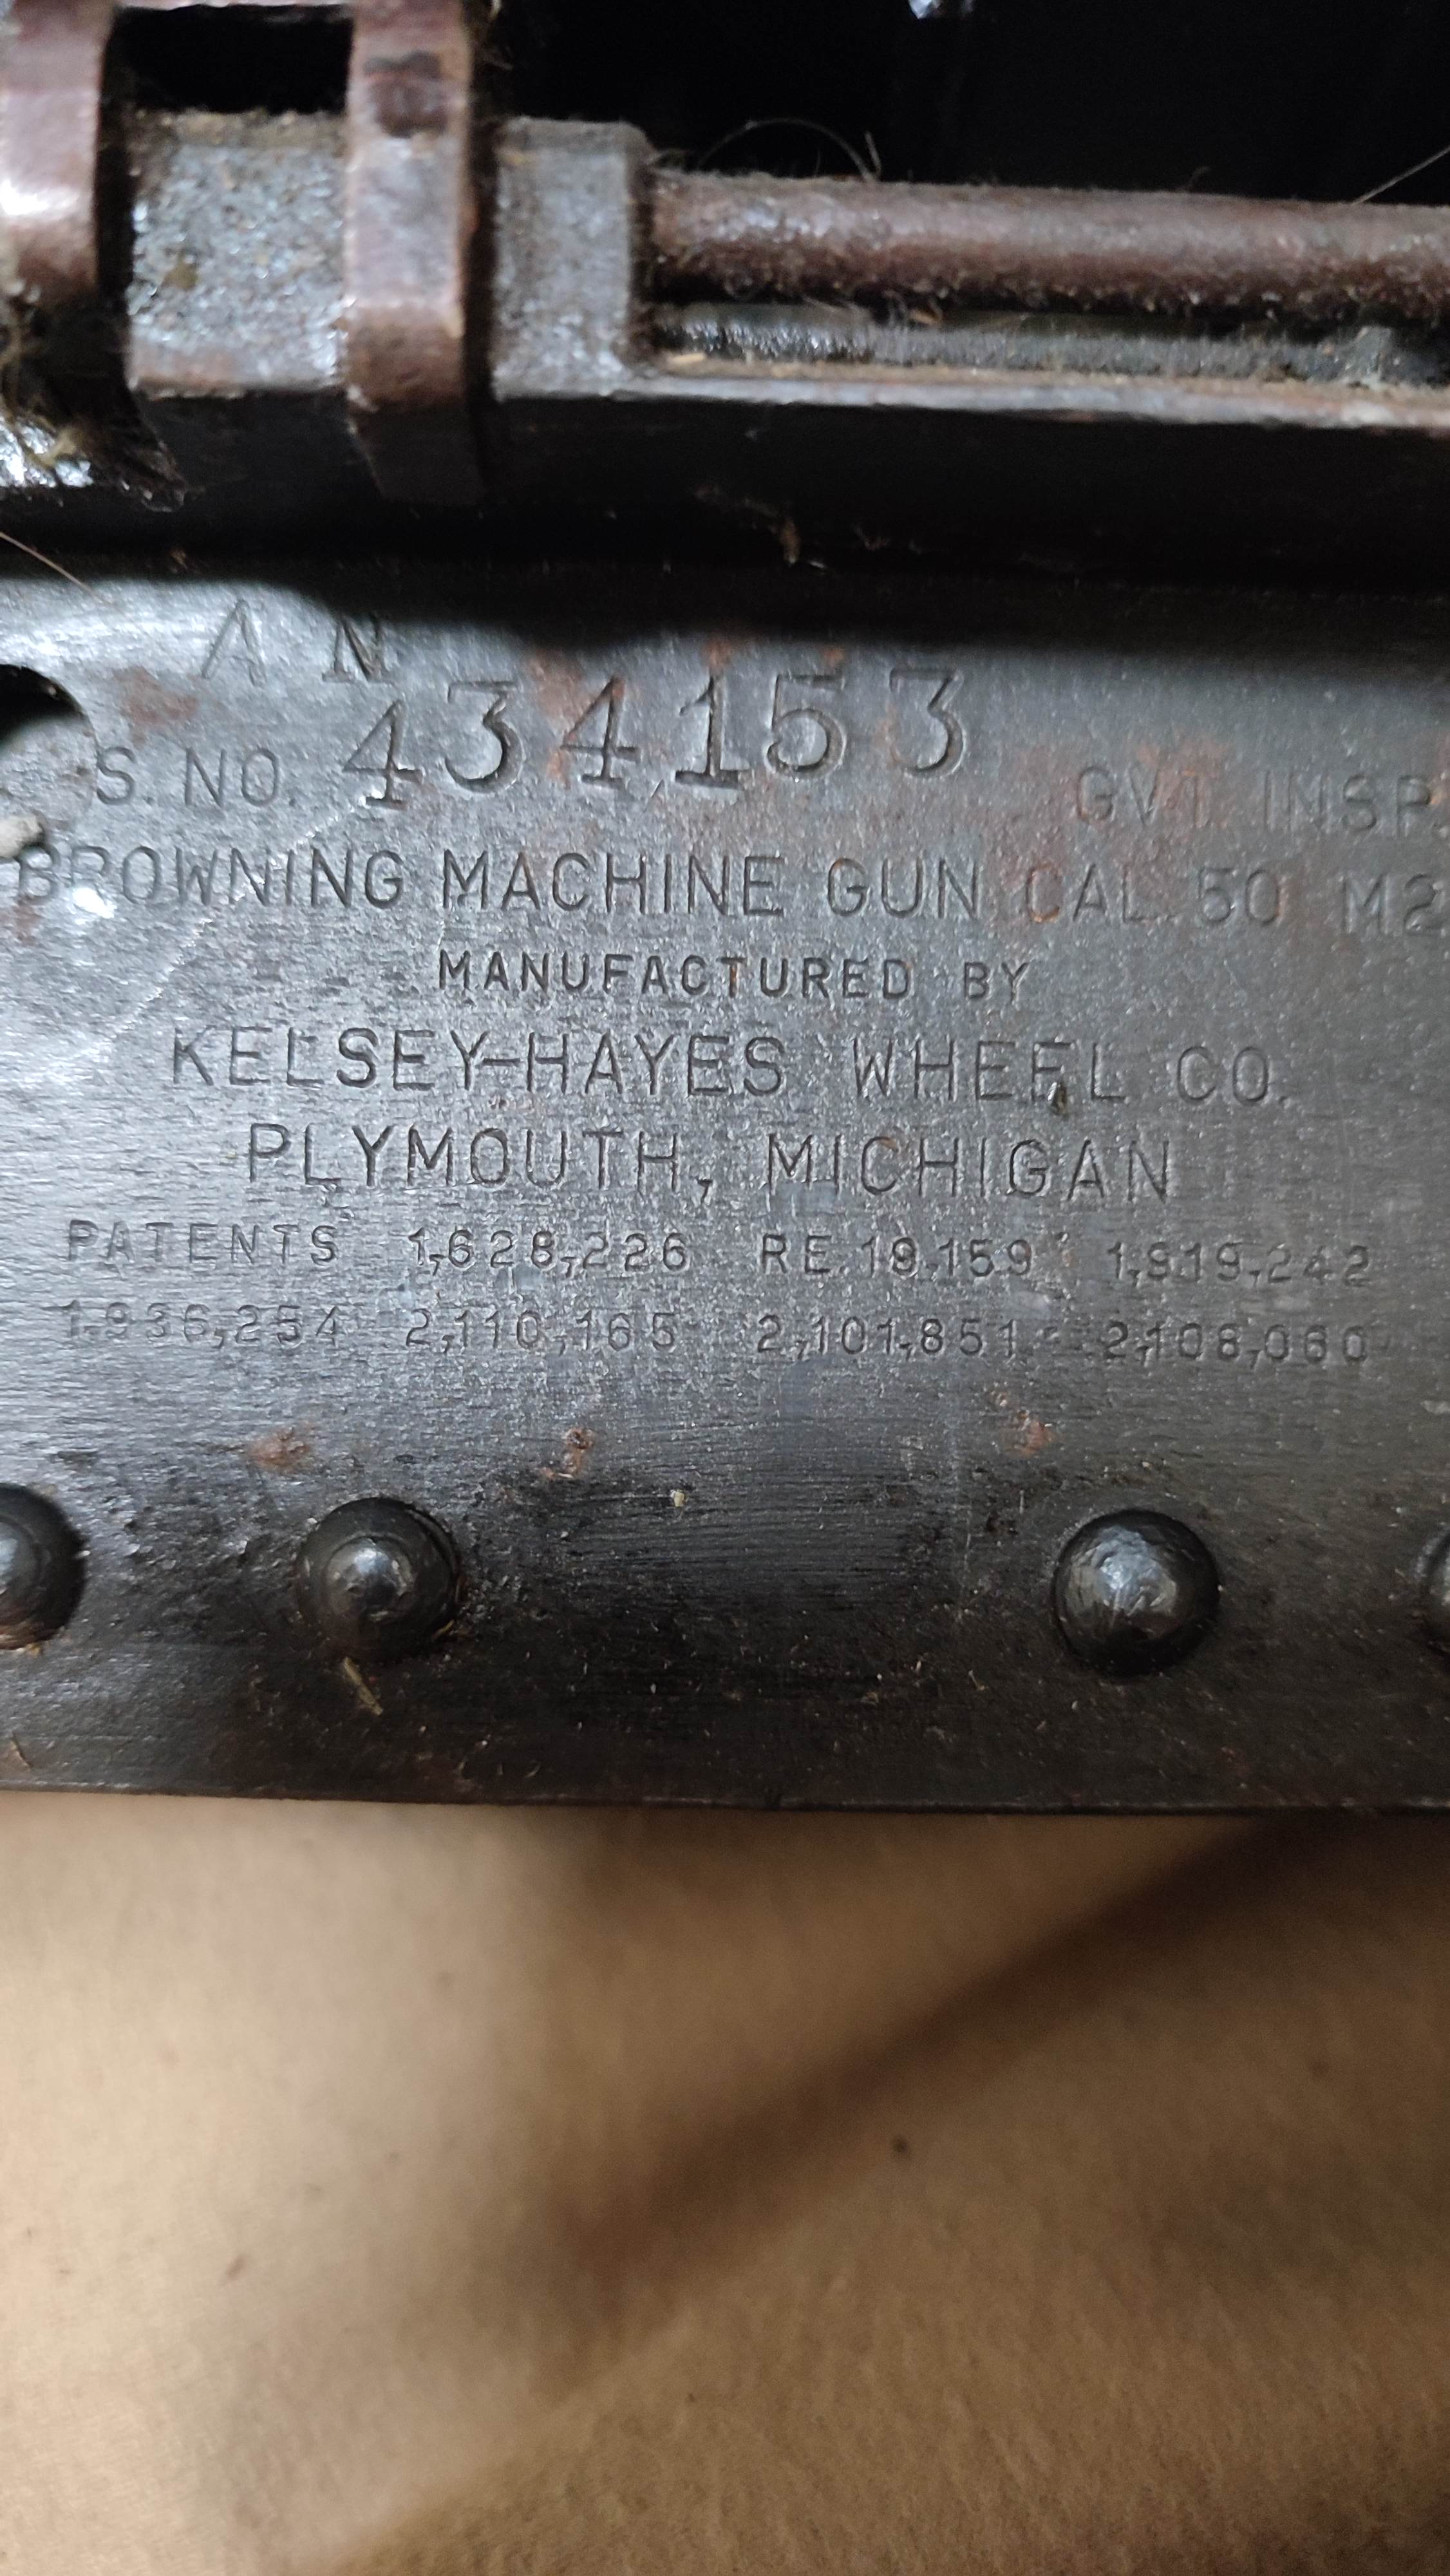 AN
S. NO. 434153 GVT. INSP.
BROWNING MACHINE GUN CAL. 50 M2
MANUFACTURED BY
KELSEY-HAYES WHEEL CO.
PLYMOUTH, MICHIGAN
PATENTS 1,628,226 RE.19,159 1,919,242
1,936,254 2,110,165 2,101,851 2,108,060